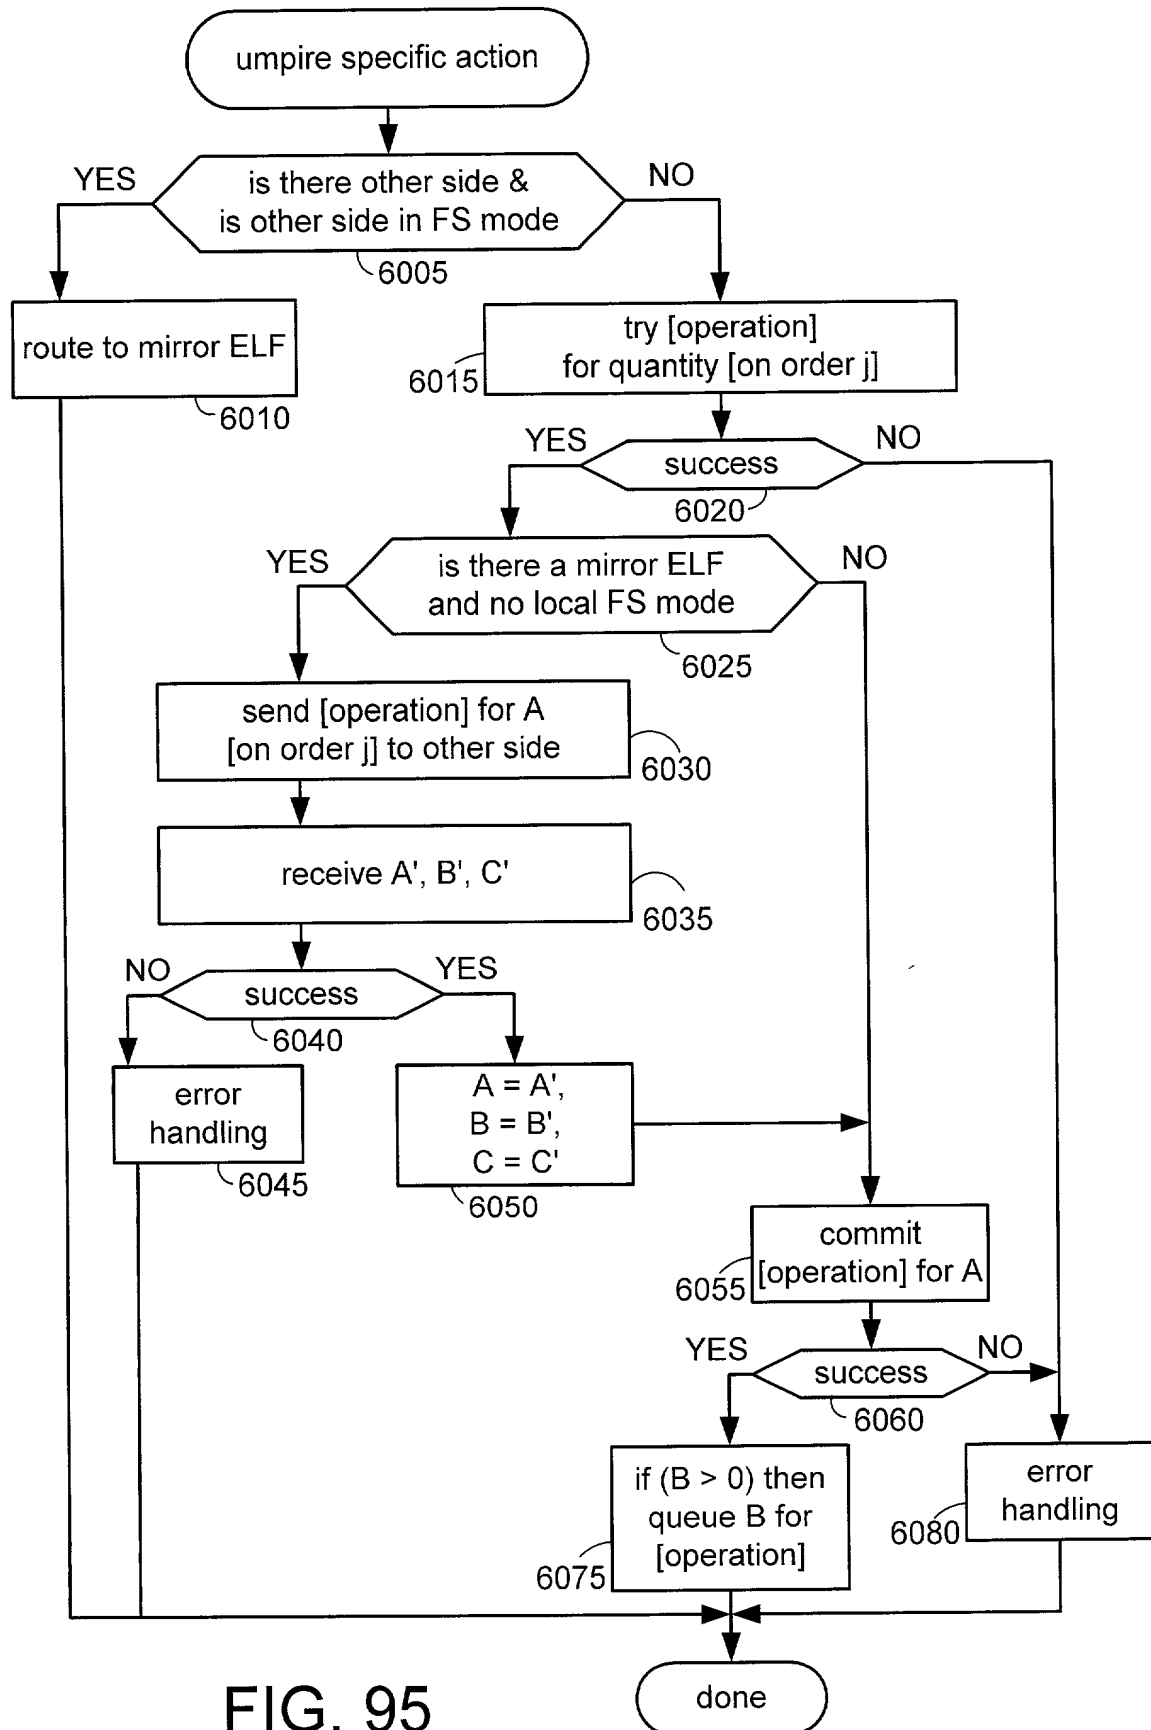 umpire specific action
YES
is there other side &
is other side in FS mode
NO
6005
route to mirror ELF
6010
try [operation]
for quantity [on order j]
6015
YES
success
NO
6020
YES
is there a mirror ELF
and no local FS mode
NO
6025
send [operation] for A
[on order j] to other side
6030
receive A', B', C'
6035
NO
success
YES
6040
error
handling
6045
A = A',
B = B',
C = C'
6050
commit
[operation] for A
6055
YES
success
NO
6060
if (B > 0) then
queue B for
[operation]
6075
error
handling
6080
done
FIG. 95